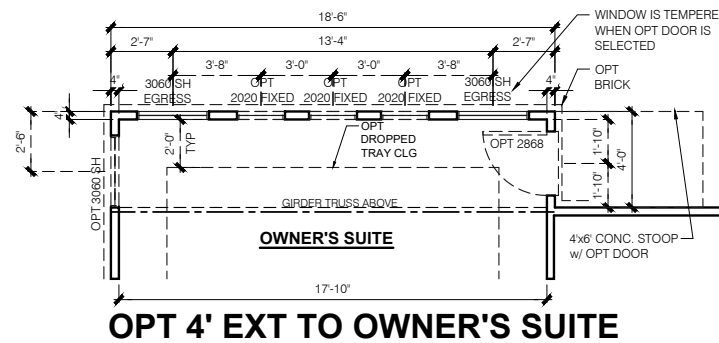 18'-6"
WINDOW IS TEMPERE
WHEN OPT DOOR IS
SELECTED
2'-7"
13'-4"
2'-7"
3'-8"
3'-0"
3'-0"
3'-8"
4"
3060 SH
EGRESS
OPT
2020 FIXED
OPT
2020 FIXED
OPT
2020 FIXED
3060 SH
EGRESS
4"
OPT
BRICK
4"
2'-6"
2'-0"
TYP
OPT
DROPPED
TRAY CLG
OPT 2868
1'-10"
1'-10"
4'-0"
OPT 3060 SH
GIRDER TRUSS ABOVE
OWNER'S SUITE
4'x6' CONC. STOOP
w/ OPT DOOR
17'-10"
OPT 4' EXT TO OWNER'S SUITE